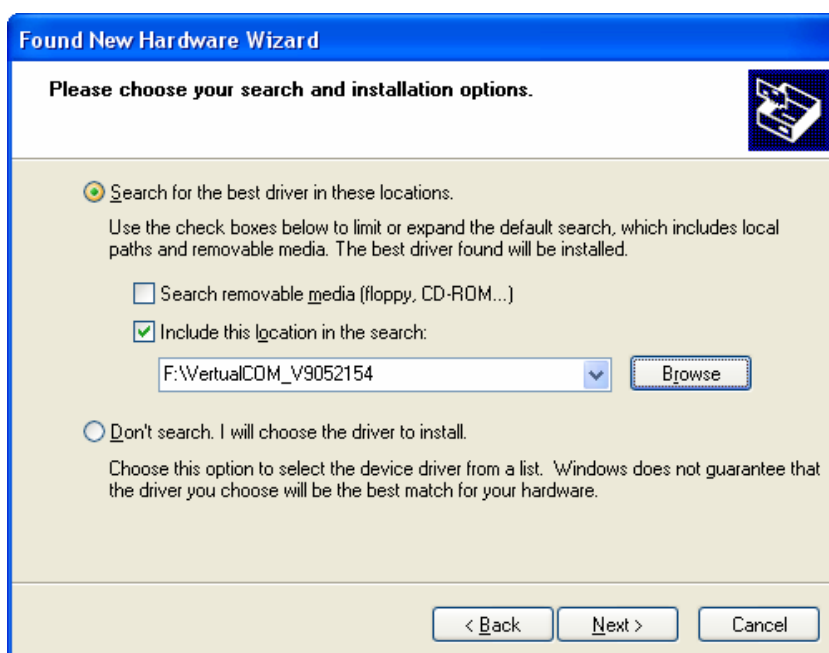 Found New Hardware Wizard
Please choose your search and installation options.
Search for the best driver in these locations.
Use the check boxes below to limit or expand the default search, which includes local
paths and removable media. The best driver found will be installed.
Search removable media (floppy, CD-ROM...)
Include this location in the search:
F:\VertualCOM_V9052154
Browse
Don't search. I will choose the driver to install.
Choose this option to select the device driver from a list. Windows does not guarantee that
the driver you choose will be the best match for your hardware.
< Back Next > Cancel